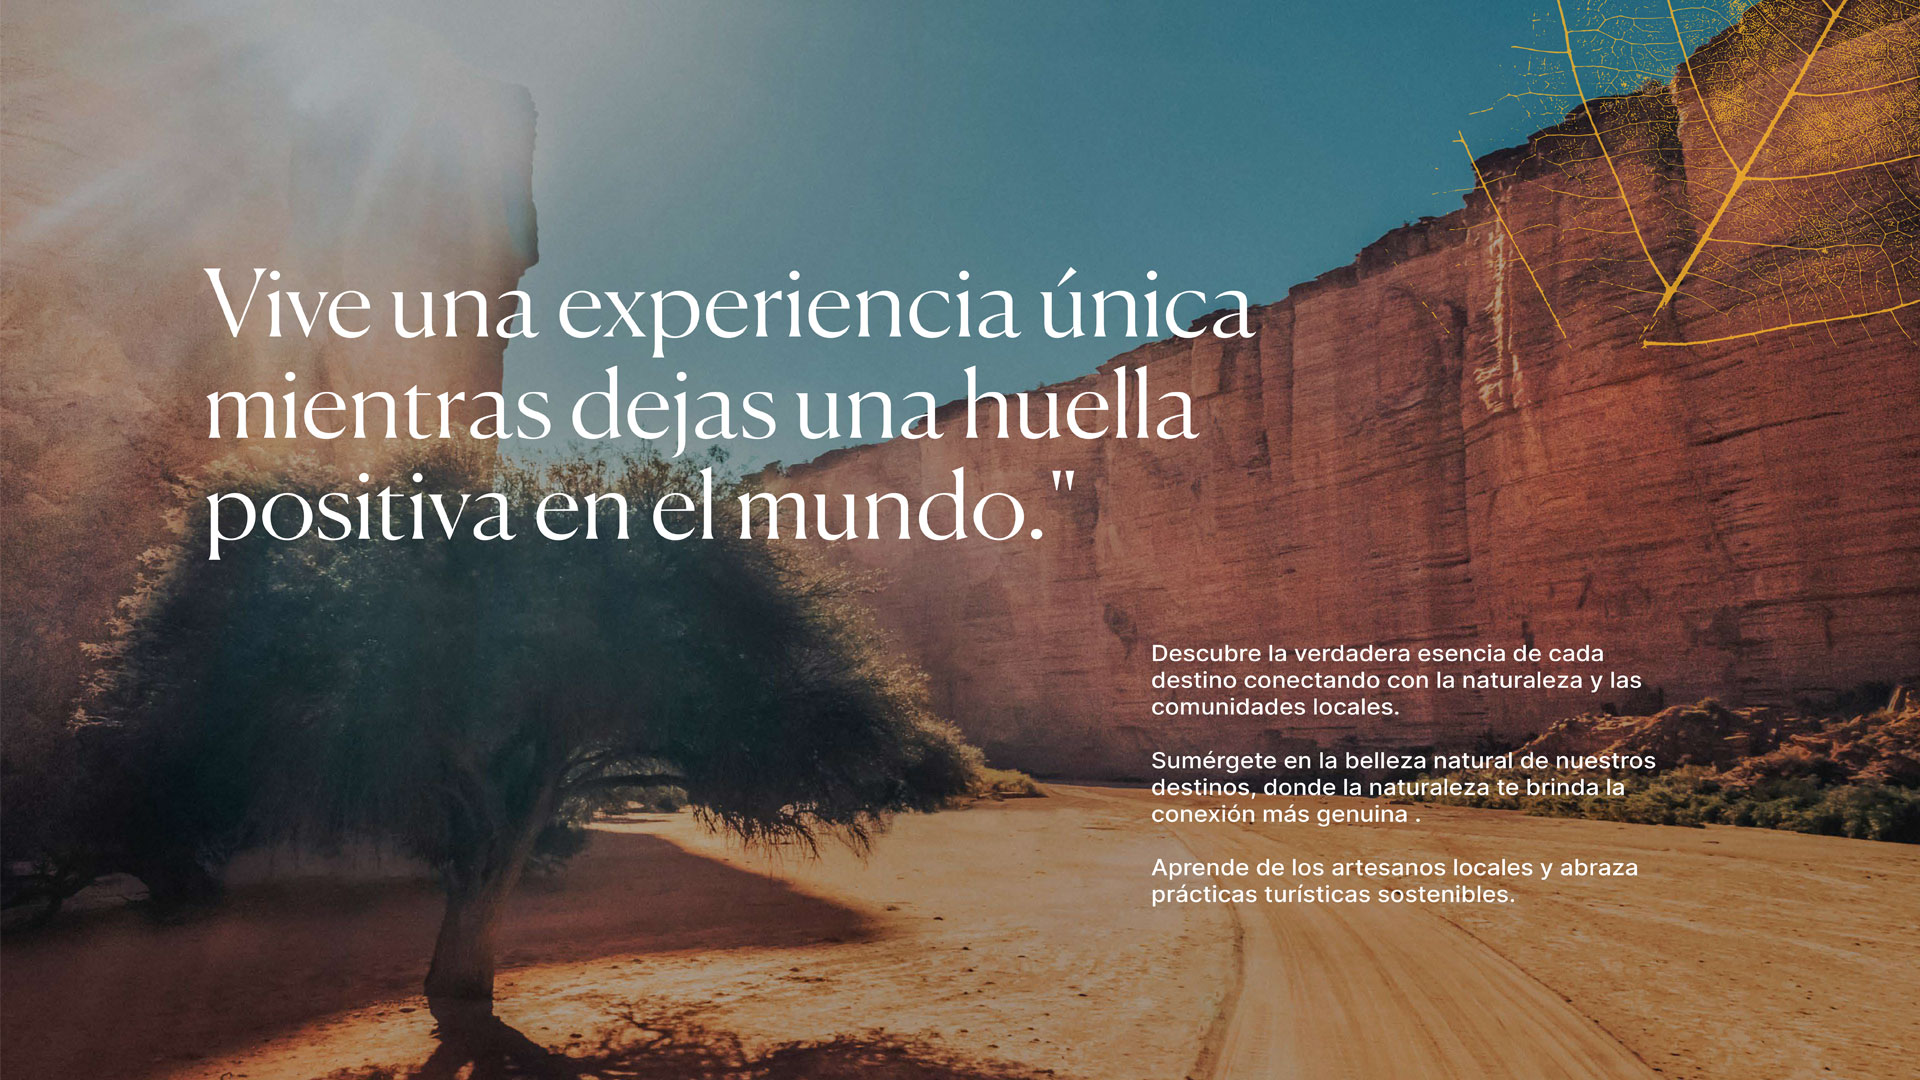 Vive una experiencia única
mientras dejas una huella
positiva en el mundo."
Descubre la verdadera esencia de cada
destino conectando con la naturaleza y las
comunidades locales.
Sumérgete en la belleza natural de nuestros
destinos, donde la naturaleza te brinda la
conexión más genuina .
Aprende de los artesanos locales y abraza
prácticas turísticas sostenibles.